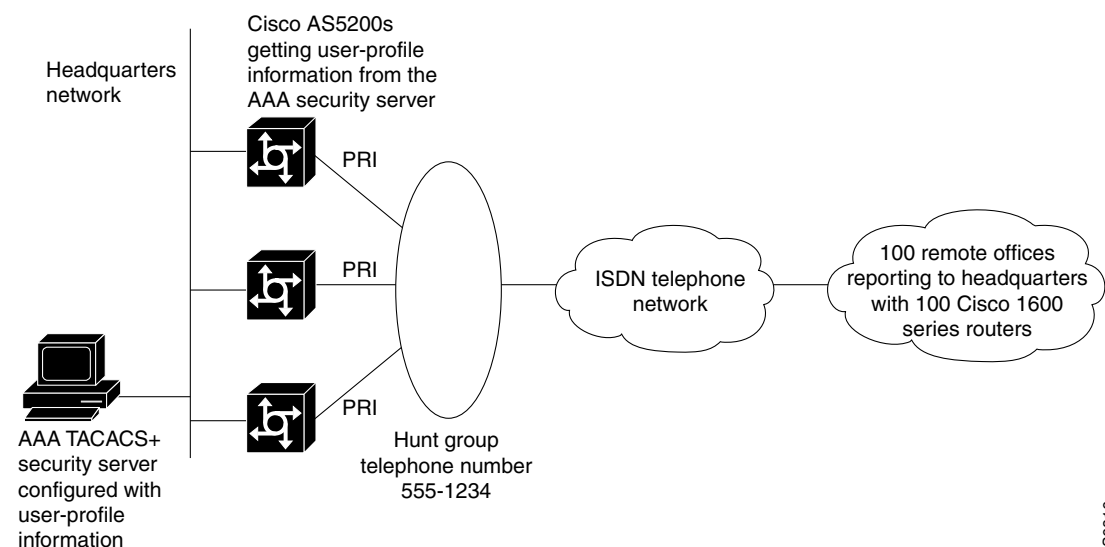 Cisco AS5200s
getting user-profile
information from the
AAA security server
Headquarters
network
PRI
PRI
PRI
ISDN telephone
network
100 remote offices
reporting to headquarters
with 100 Cisco 1600
series routers
Hunt group
telephone number
555-1234
AAA TACACS+
security server
configured with
user-profile
information